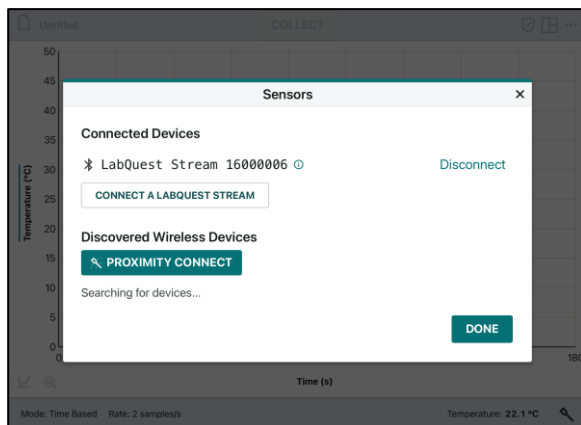 Untitled
COLLECT
Sensors
Connected Devices
LabQuest Stream 16000006
Disconnect
CONNECT A LABQUEST STREAM
Discovered Wireless Devices
PROXIMITY CONNECT
Searching for devices...
DONE
50
45
40
35
30
25
20
15
10
5
0
Temperature (°C)
0
180
Time (s)
Mode: Time Based Rate: 2 samples/s
Temperature: 22.1 °C